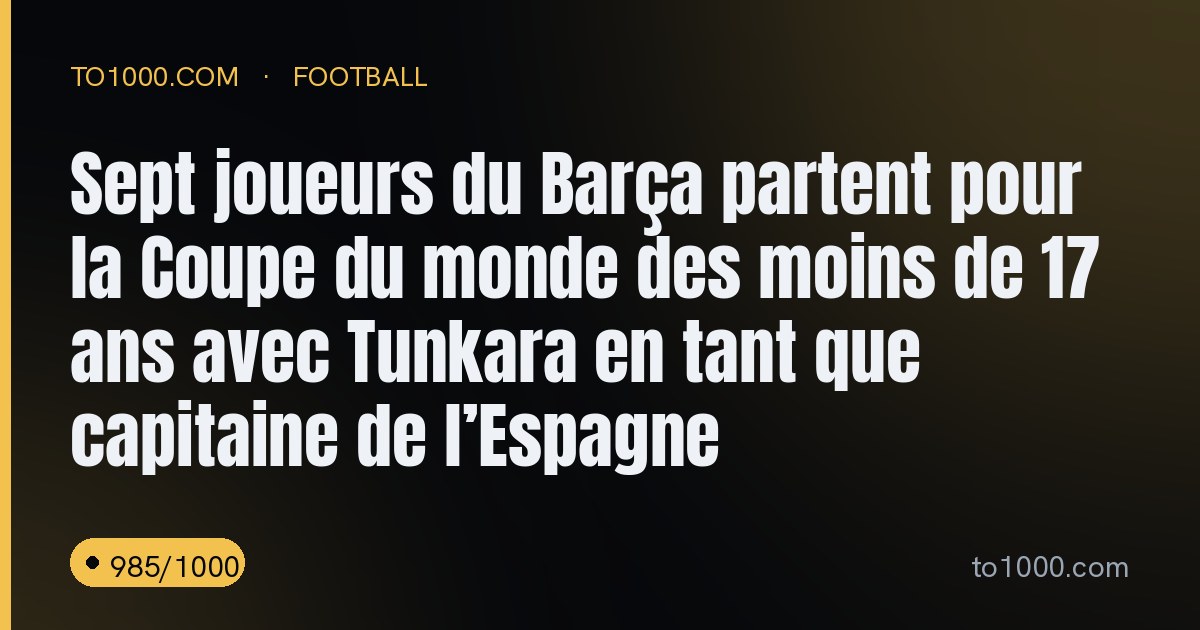 TO1000.COM · FOOTBALL
Sept joueurs du Barça partent pour
la Coupe du monde des moins de 17
ans avec Tunkara en tant que
capitaine de l’Espagne
985/1000
to1000.com